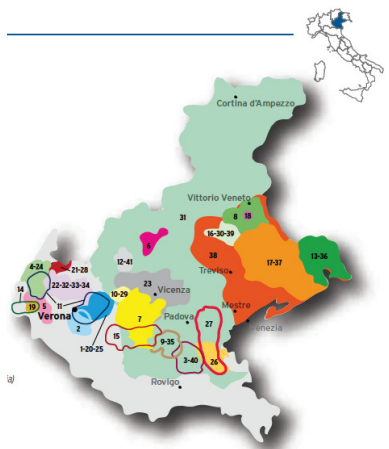 Cortina d'Ampezzo
Vittorio Veneto
8
18
31
16-30-39
6
38
17-37
13-36
12-41
4-24
21-28
Treviso
14
22-32-33-34
23
Vicenza
10-29
19
5
11
Mestre
Verona
7
Padova
27
Venezia
2
15
9-35
1-20-25
3-40
26
Rovigo
a)